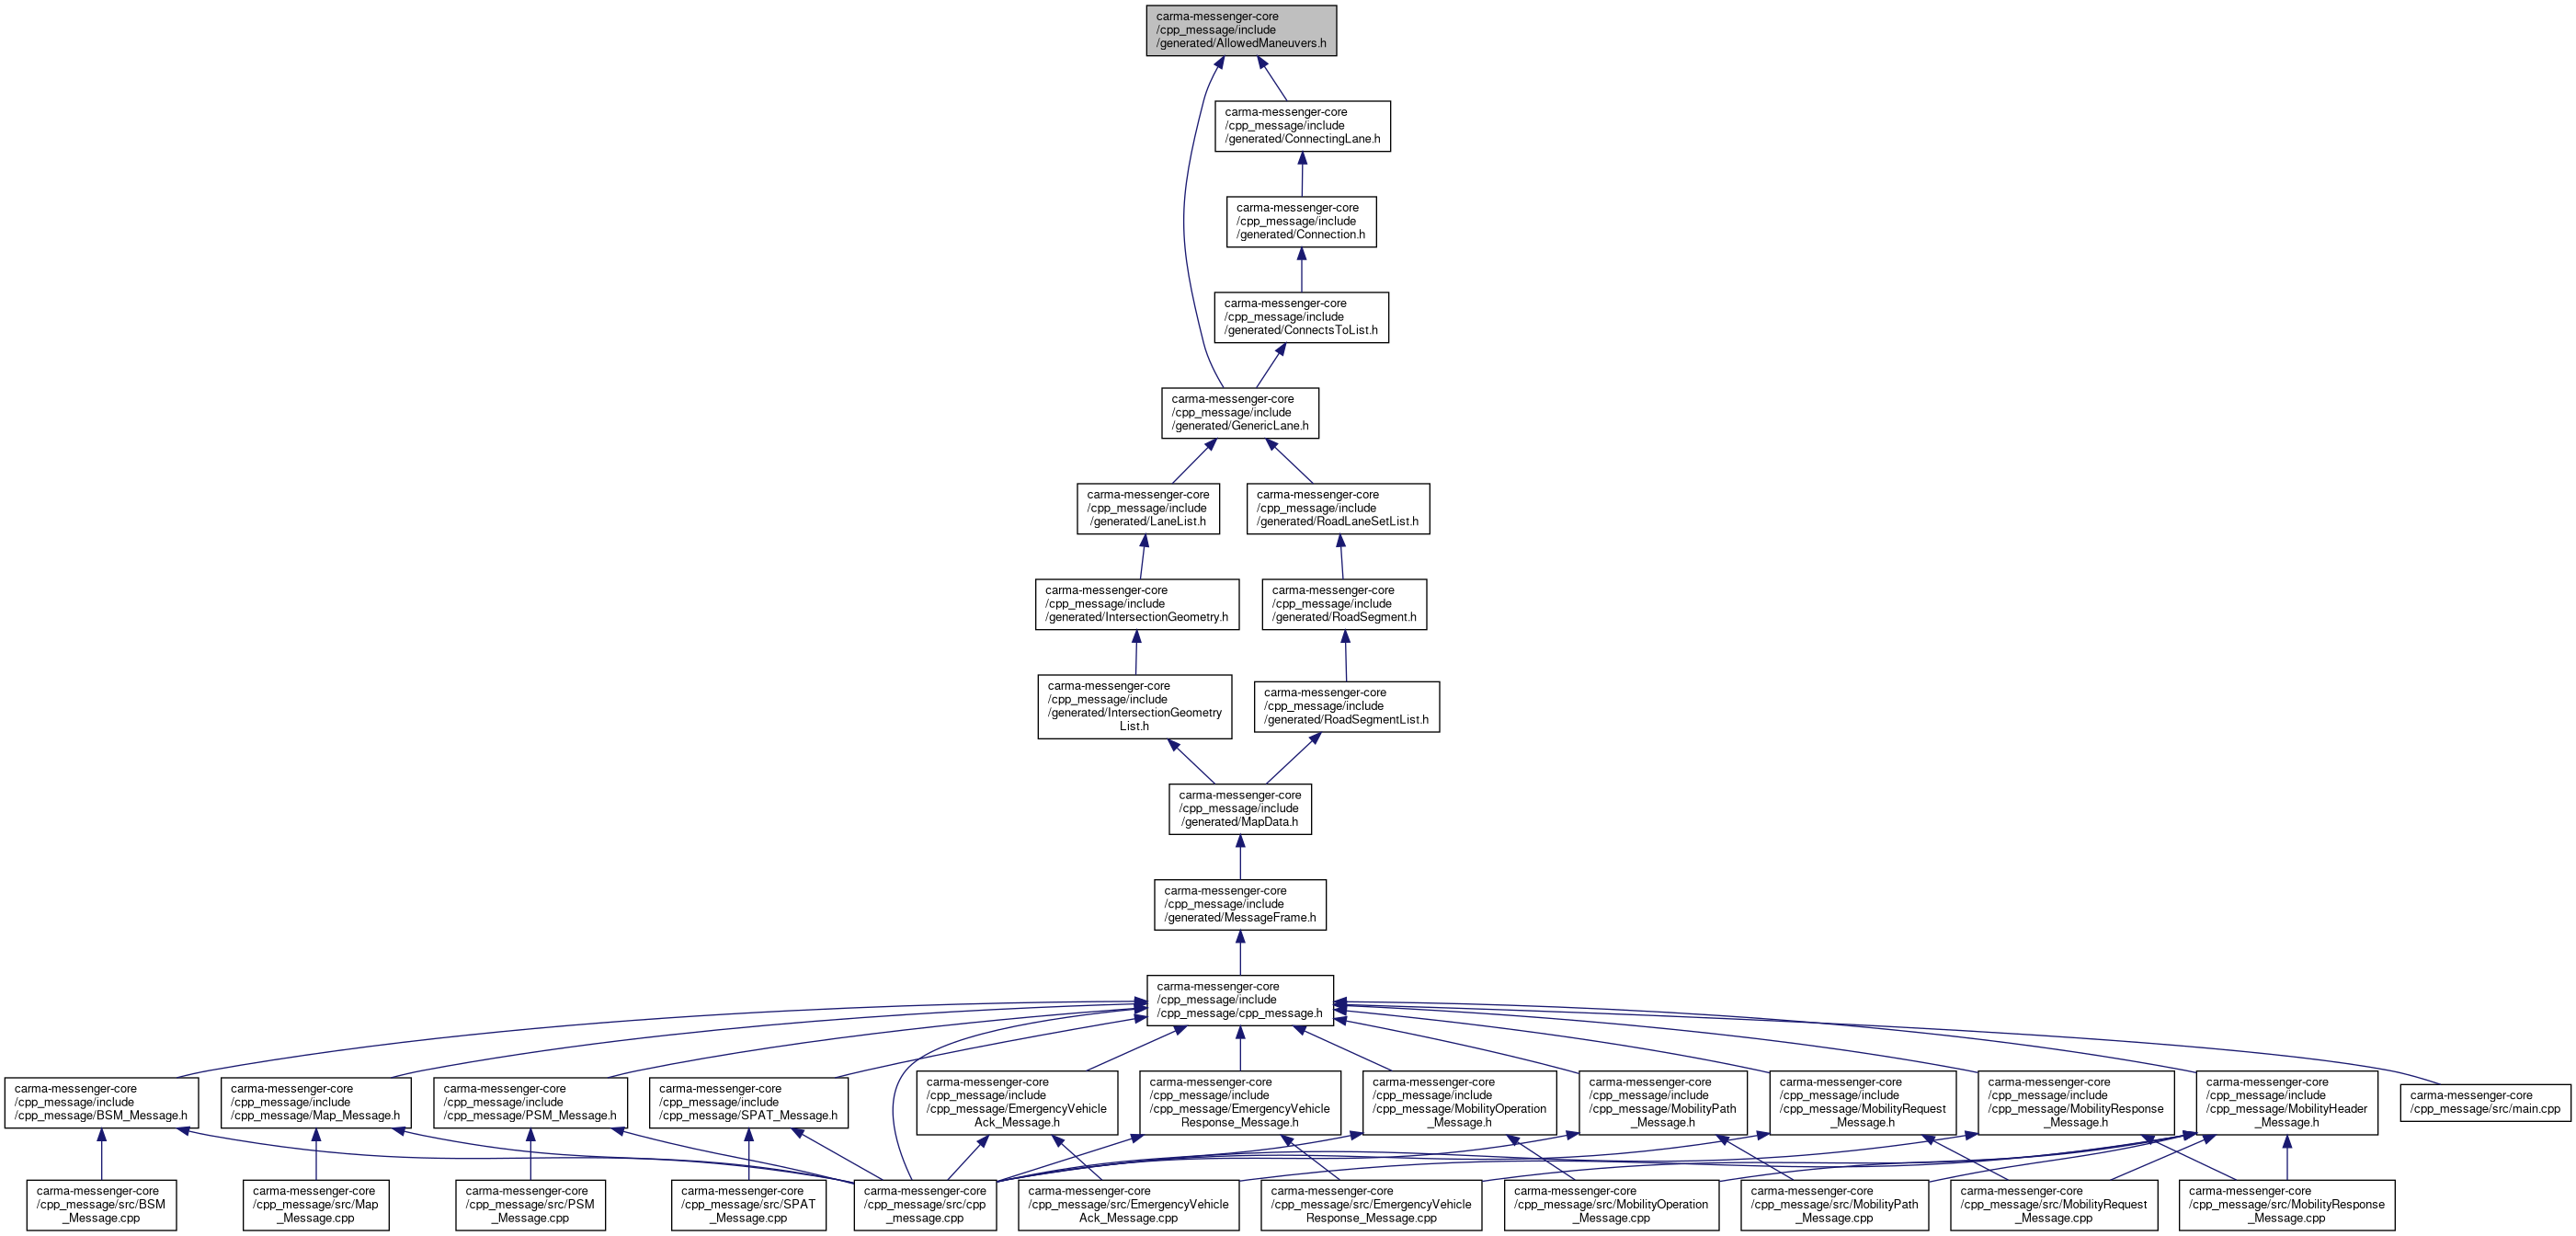 carma-messenger-core
/cpp_message/include
/generated/AllowedManeuvers.h
carma-messenger-core
/cpp_message/include
/generated/ConnectingLane.h
carma-messenger-core
/cpp_message/include
/generated/Connection.h
carma-messenger-core
/cpp_message/include
/generated/ConnectsToList.h
carma-messenger-core
/cpp_message/include
/generated/GenericLane.h
carma-messenger-core
/cpp_message/include
/generated/LaneList.h
carma-messenger-core
/cpp_message/include
/generated/RoadLaneSetList.h
carma-messenger-core
/cpp_message/include
/generated/IntersectionGeometry.h
carma-messenger-core
/cpp_message/include
/generated/RoadSegment.h
carma-messenger-core
/cpp_message/include
/generated/IntersectionGeometry
List.h
carma-messenger-core
/cpp_message/include
/generated/RoadSegmentList.h
carma-messenger-core
/cpp_message/include
/generated/MapData.h
carma-messenger-core
/cpp_message/include
/generated/MessageFrame.h
carma-messenger-core
/cpp_message/include
/cpp_message/cpp_message.h
carma-messenger-core
/cpp_message/include
/cpp_message/BSM_Message.h
carma-messenger-core
/cpp_message/include
/cpp_message/Map_Message.h
carma-messenger-core
/cpp_message/include
/cpp_message/PSM_Message.h
carma-messenger-core
/cpp_message/include
/cpp_message/SPAT_Message.h
carma-messenger-core
/cpp_message/include
/cpp_message/EmergencyVehicle
Ack_Message.h
carma-messenger-core
/cpp_message/include
/cpp_message/EmergencyVehicle
Response_Message.h
carma-messenger-core
/cpp_message/include
/cpp_message/MobilityOperation
_Message.h
carma-messenger-core
/cpp_message/include
/cpp_message/MobilityPath
_Message.h
carma-messenger-core
/cpp_message/include
/cpp_message/MobilityRequest
_Message.h
carma-messenger-core
/cpp_message/include
/cpp_message/MobilityResponse
_Message.h
carma-messenger-core
/cpp_message/include
/cpp_message/MobilityHeader
_Message.h
carma-messenger-core
/cpp_message/src/main.cpp
carma-messenger-core
/cpp_message/src/BSM
_Message.cpp
carma-messenger-core
/cpp_message/src/Map
_Message.cpp
carma-messenger-core
/cpp_message/src/PSM
_Message.cpp
carma-messenger-core
/cpp_message/src/SPAT
_Message.cpp
carma-messenger-core
/cpp_message/src/cpp
_message.cpp
carma-messenger-core
/cpp_message/src/EmergencyVehicle
Ack_Message.cpp
carma-messenger-core
/cpp_message/src/EmergencyVehicle
Response_Message.cpp
carma-messenger-core
/cpp_message/src/MobilityOperation
_Message.cpp
carma-messenger-core
/cpp_message/src/MobilityPath
_Message.cpp
carma-messenger-core
/cpp_message/src/MobilityRequest
_Message.cpp
carma-messenger-core
/cpp_message/src/MobilityResponse
_Message.cpp